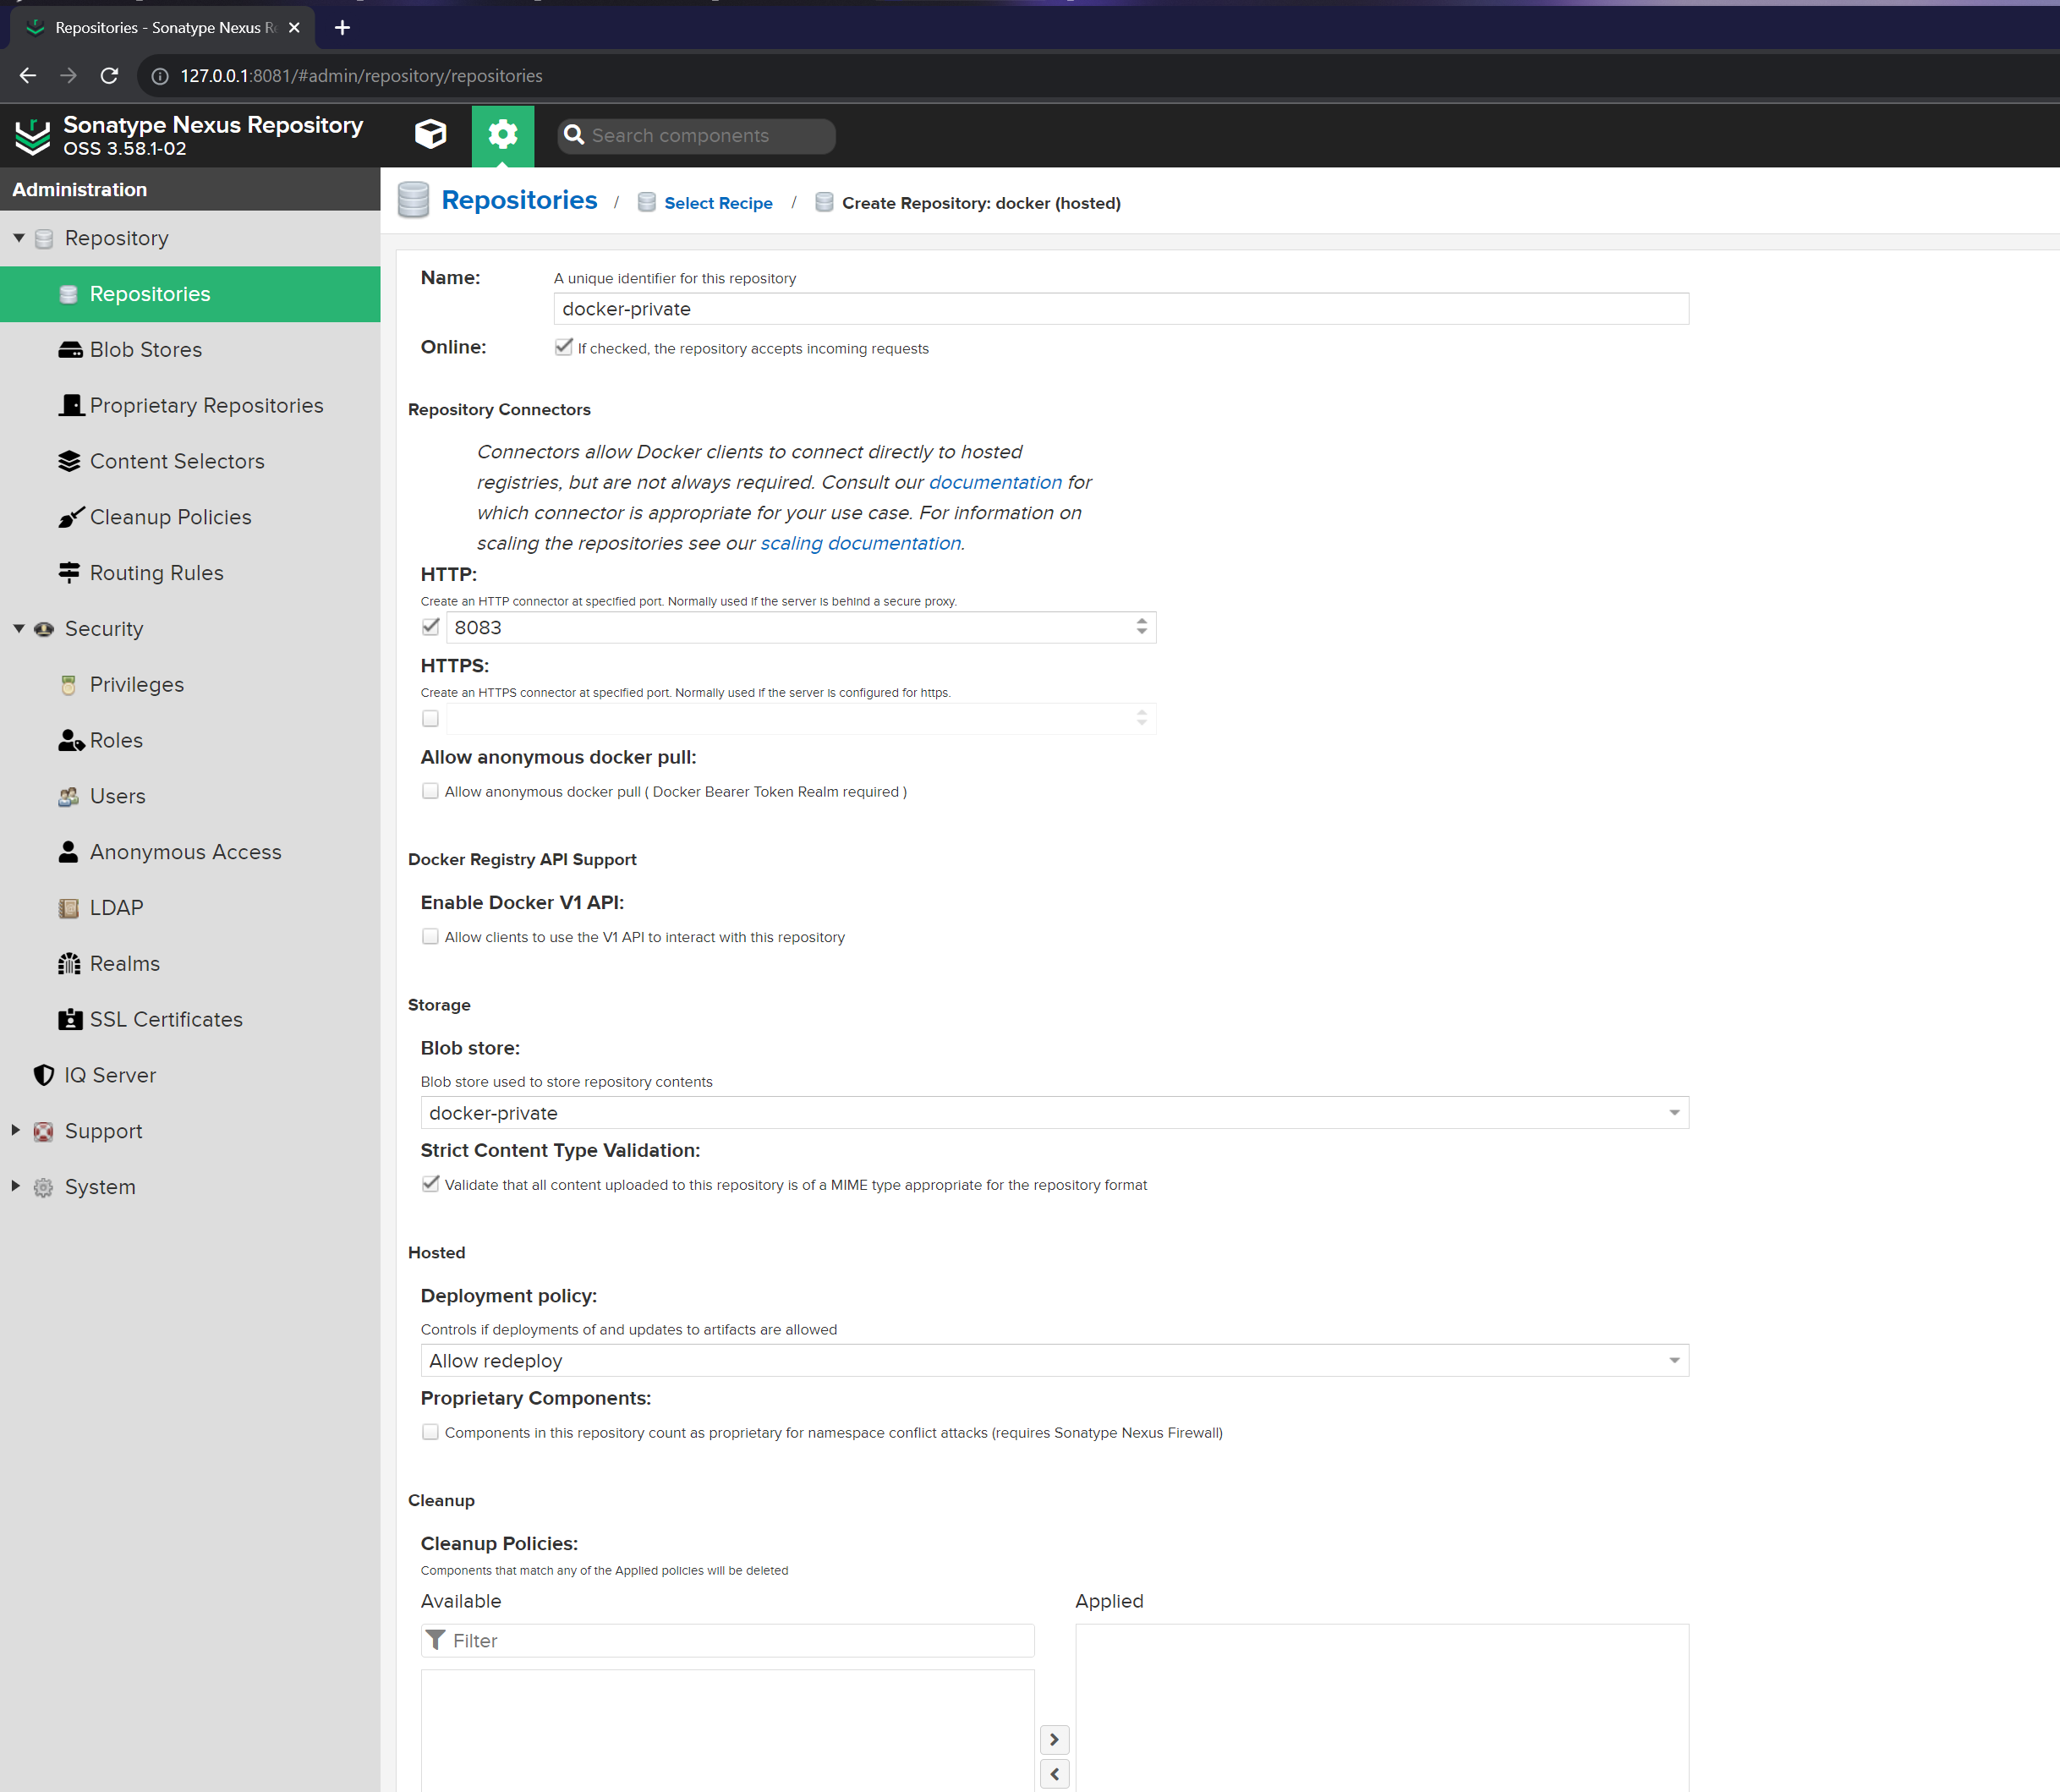 Repositories - Sonatype Nexus R
127.0.0.1:8081/#admin/repository/repositories
Sonatype Nexus Repository
OSS 3.58.1-02
Search components
Administration
Repository
Repositories
Blob Stores
Proprietary Repositories
Content Selectors
Cleanup Policies
Routing Rules
Security
Privileges
Roles
Users
Anonymous Access
LDAP
Realms
SSL Certificates
IQ Server
Support
System
Repositories / Select Recipe / Create Repository: docker (hosted)
Name: A unique identifier for this repository
docker-private
Online: If checked, the repository accepts incoming requests
Repository Connectors
Connectors allow Docker clients to connect directly to hosted
registries, but are not always required. Consult our documentation for
which connector is appropriate for your use case. For information on
scaling the repositories see our scaling documentation.
HTTP:
Create an HTTP connector at specified port. Normally used if the server is behind a secure proxy.
8083
HTTPS:
Create an HTTPS connector at specified port. Normally used if the server is configured for https.
Allow anonymous docker pull:
Allow anonymous docker pull ( Docker Bearer Token Realm required )
Docker Registry API Support
Enable Docker V1 API:
Allow clients to use the V1 API to interact with this repository
Storage
Blob store:
Blob store used to store repository contents
docker-private
Strict Content Type Validation:
Validate that all content uploaded to this repository is of a MIME type appropriate for the repository format
Hosted
Deployment policy:
Controls if deployments of and updates to artifacts are allowed
Allow redeploy
Proprietary Components:
Components in this repository count as proprietary for namespace conflict attacks (requires Sonatype Nexus Firewall)
Cleanup
Cleanup Policies:
Components that match any of the Applied policies will be deleted
Available
Filter
Applied